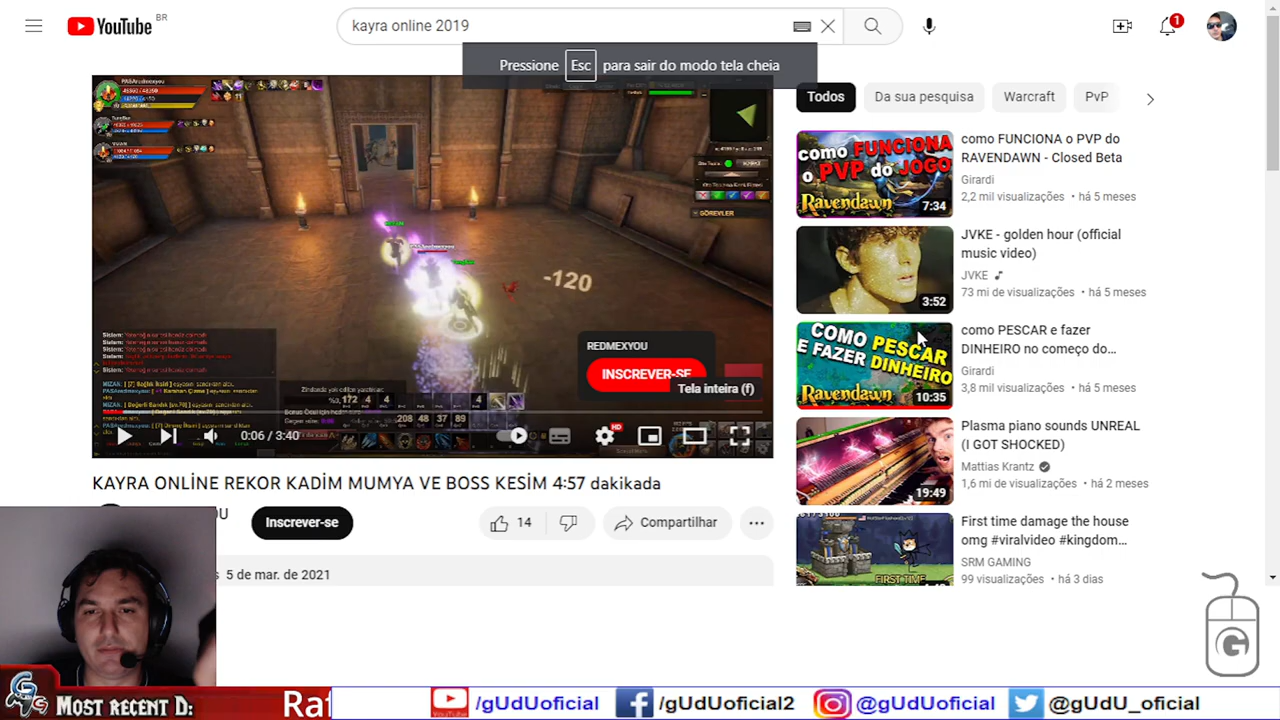 YouTube BR
kayra online 2019
1
Pressione Esc para sair do modo tela cheia
Todos
Da sua pesquisa
Warcraft
PvP
GÖREVLER
-120
REDMEXYOU
INSCREVER-SE
Tela inteira (f)
0:06 / 3:40
HD
KAYRA ONLİNE REKOR KADİM MUMYA VE BOSS KESİM 4:57 dakikada
OU
Inscrever-se
14
Compartilhar
s 5 de mar. de 2021
como FUNCIONA
o PVP do JOGO
Ravendawn
7:34
como FUNCIONA o PVP do
RAVENDAWN - Closed Beta
Girardi
2,2 mil visualizações • há 5 meses
3:52
JVKE - golden hour (official
music video)
JVKE
73 mi de visualizações • há 5 meses
COMO PESCAR
E FAZER DINHEIRO
Ravendawn
10:35
como PESCAR e fazer
DINHEIRO no começo do...
Girardi
3,8 mil visualizações • há 5 meses
19:49
Plasma piano sounds UNREAL
(I GOT SHOCKED)
Mattias Krantz
1,6 mi de visualizações • há 2 meses
FIRST TIME
First time damage the house
omg #viralvideo #kingdom...
SRM GAMING
99 visualizações • há 3 dias
Most recent D:
Raf
/gUdUoficial
/gUdUoficial2
@gUdUoficial
@gUdU_oficial